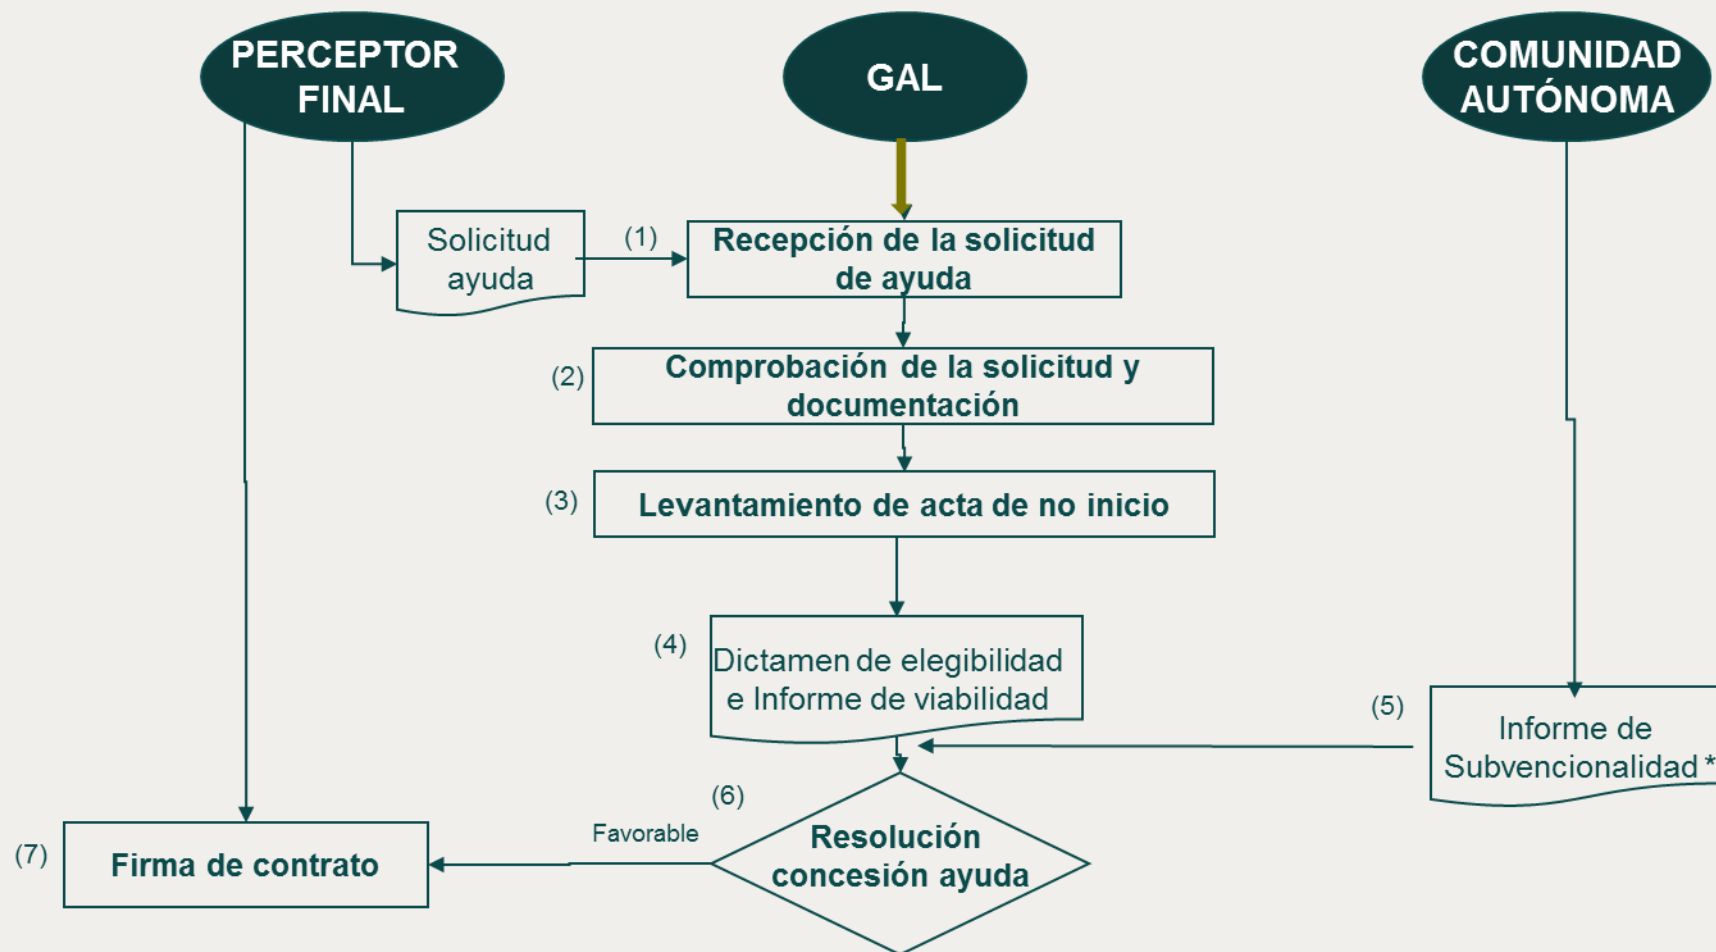 PERCEPTOR
FINAL
GAL
COMUNIDAD
AUTÓNOMA
Solicitud
ayuda
(1)
Recepción de la solicitud
de ayuda
(2)
Comprobación de la solicitud y
documentación
(3)
Levantamiento de acta de no inicio
(4)
Dictamen de elegibilidad
e Informe de viabilidad
(5)
Informe de
Subvencionalidad *
(6)
Resolución
concesión ayuda
Favorable
(7)
Firma de contrato